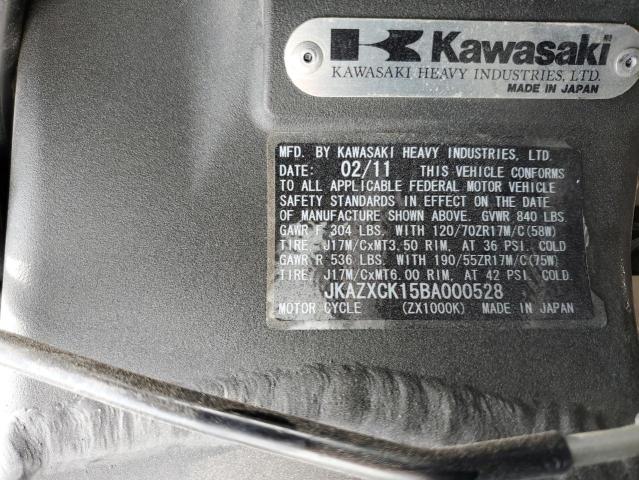 Kawasaki
KAWASAKI HEAVY INDUSTRIES, LTD.
MADE IN JAPAN
MFD. BY KAWASAKI HEAVY INDUSTRIES, LTD.
DATE: 02/11 THIS VEHICLE CONFORMS
TO ALL APPLICABLE FEDERAL MOTOR VEHICLE
SAFETY STANDARDS IN EFFECT ON THE DATE
OF MANUFACTURE SHOWN ABOVE. GVWR 840 LBS.
GAWR F 304 LBS. WITH 120/70ZR17M/C(58W)
TIRE, J17M/CxMT3.50 RIM, AT 36 PSI. COLD
GAWR R 536 LBS. WITH 190/55ZR17M/C(75W)
TIRE, J17M/CxMT6.00 RIM, AT 42 PSI. COLD.
JKAZXCK15BA000528
MOTOR CYCLE (ZX1000K) MADE IN JAPAN